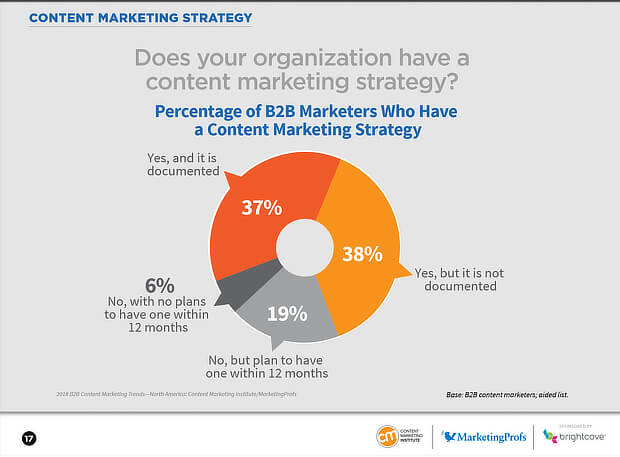 CONTENT MARKETING STRATEGY
Does your organization have a
content marketing strategy?
Percentage of B2B Marketers Who Have
a Content Marketing Strategy
Yes, and it is
documented
37%
38%
Yes, but it is not
documented
6%
No, with no plans
to have one within
12 months
19%
No, but plan to have
one within 12 months
2018 B2B Content Marketing Trends—North America: Content Marketing Institute/MarketingProfs
Base: B2B content marketers; aided list.
17
cm
CONTENT
MARKETING
INSTITUTE
MarketingProfs
SPONSORED BY
brightcove